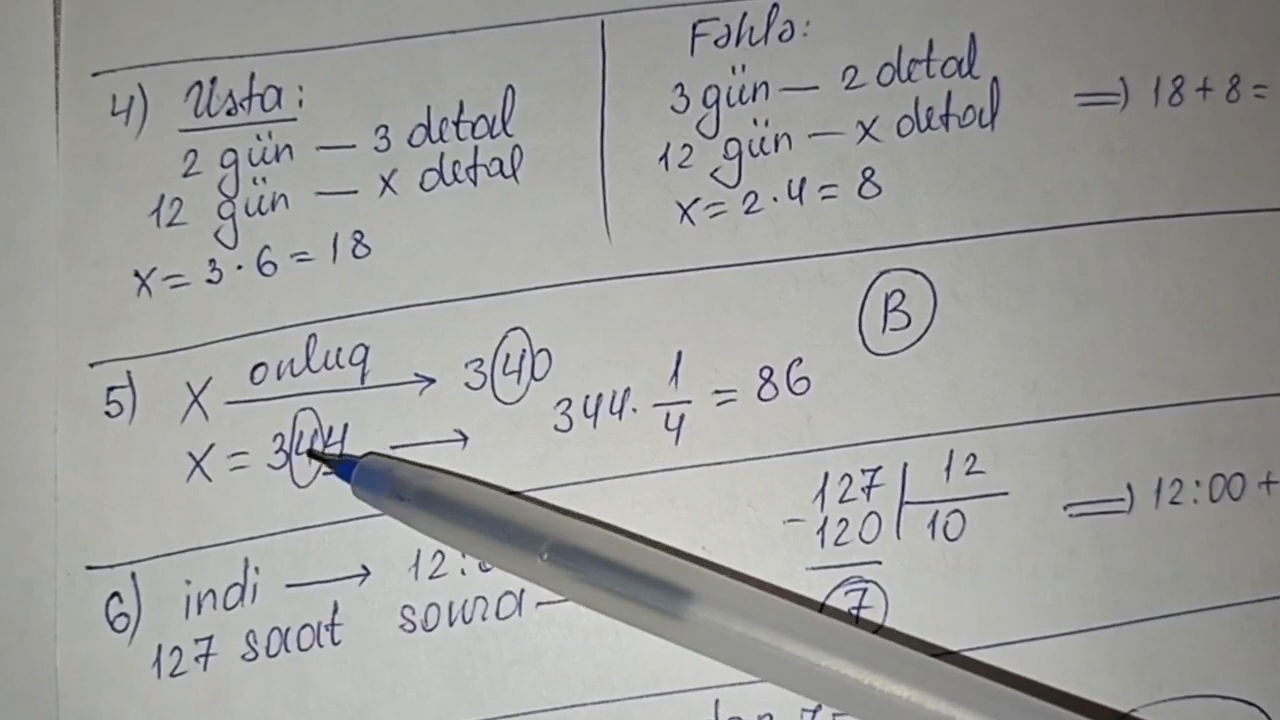 4) Usta:
2 gün — 3 detal
12 gün — x detal
x = 3 · 6 = 18
Fəhlə:
3 gün — 2 detal
12 gün — x detal
x = 2 · 4 = 8
=> 18 + 8 =
5) X onluq → 340
x = 344 → 344 · 1/4 = 86
B
6) indi → 12:
127 saat sonra —
127 | 12
- 120 | 10
7
=> 12:00 +